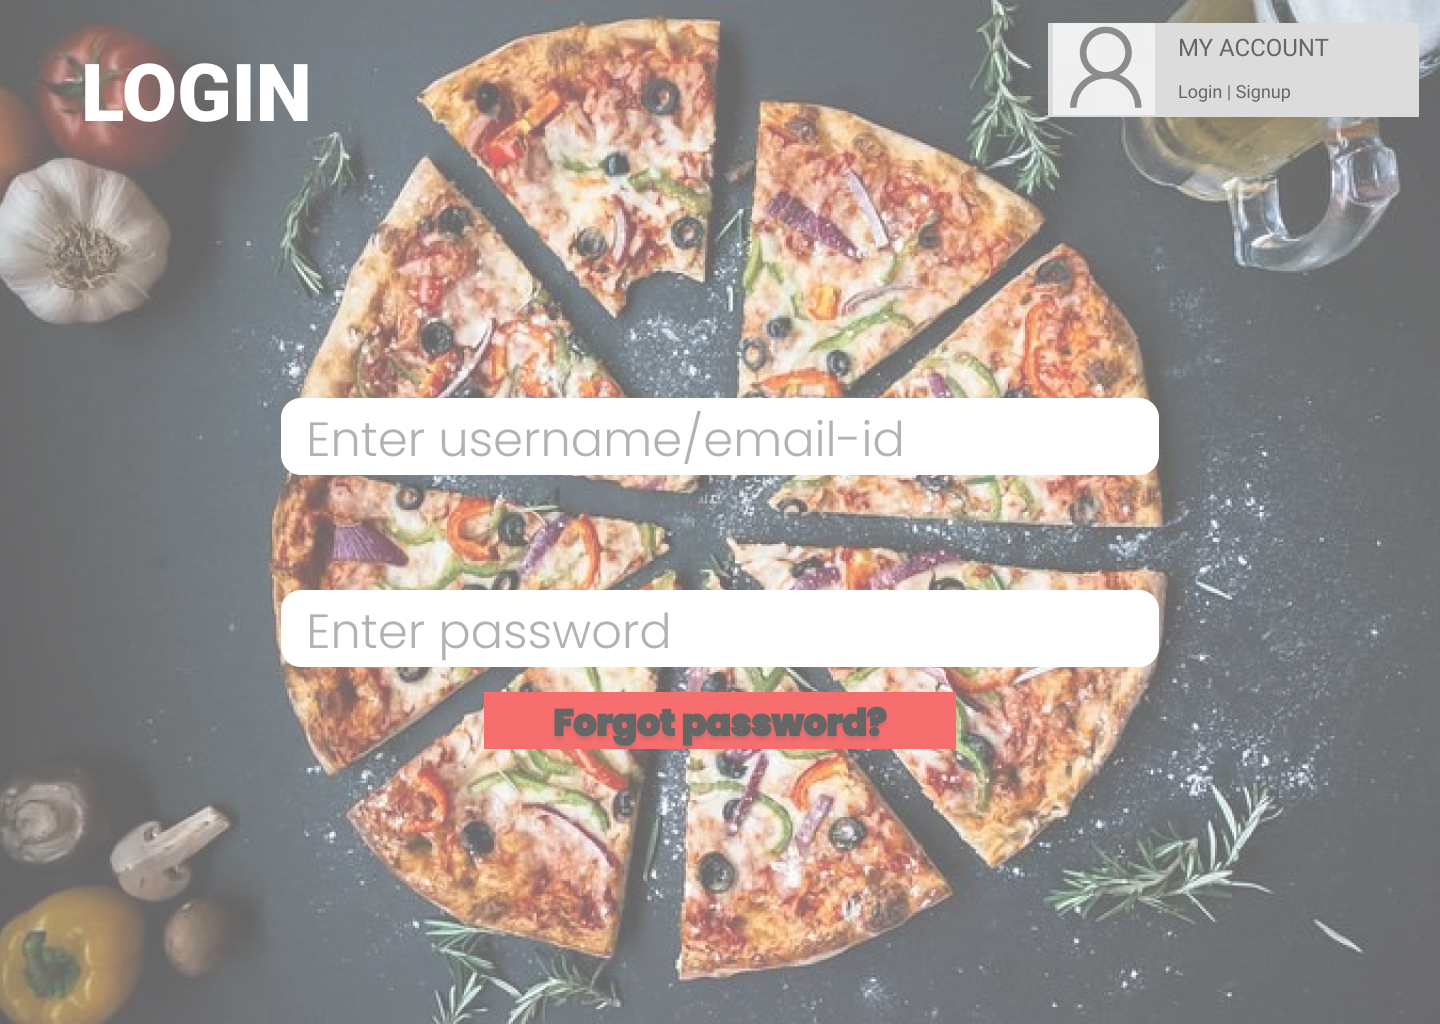 LOGIN
MY ACCOUNT
Login | Signup
Enter username/email-id
Enter password
Forgot password?